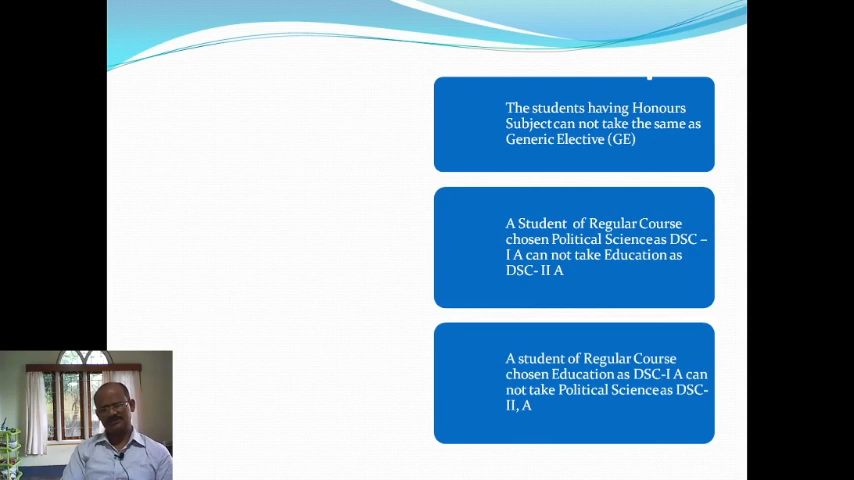 The students having Honours
Subject can not take the same as
Generic Elective (GE)
A Student of Regular Course
chosen Political Science as DSC –
I A can not take Education as
DSC- II A
A student of Regular Course
chosen Education as DSC-I A can
not take Political Science as DSC-
II, A